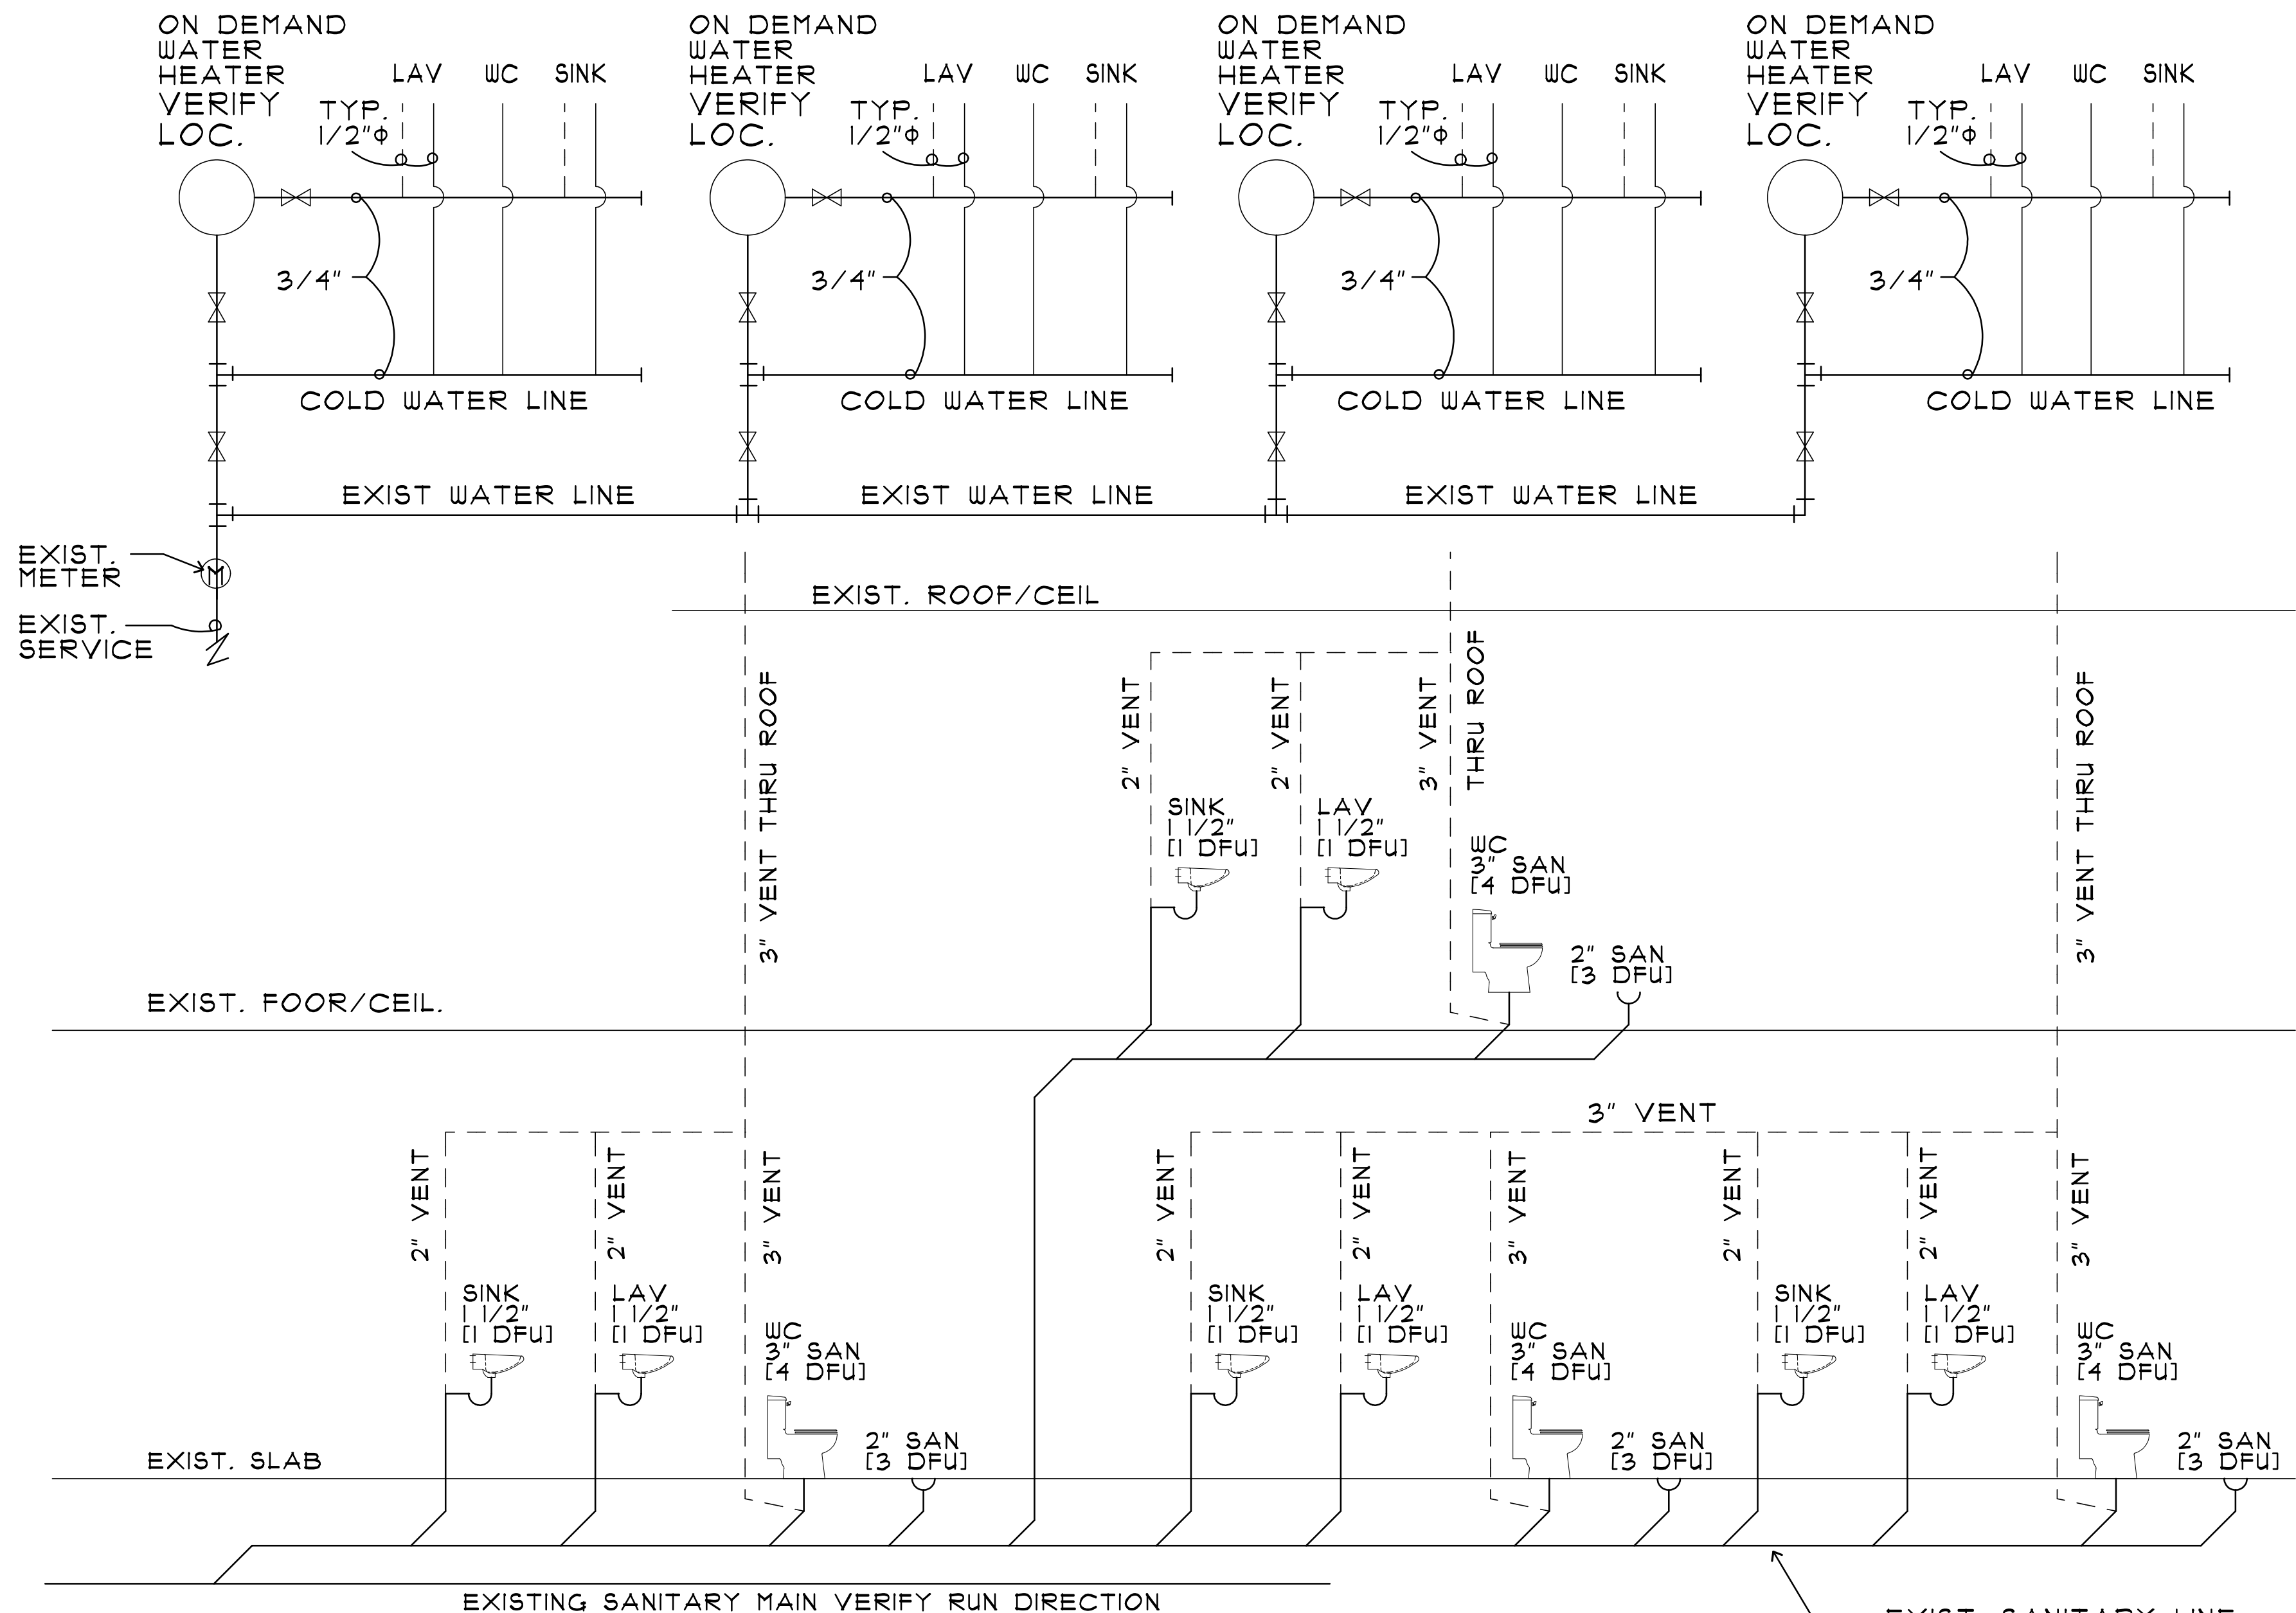 ON DEMAND
WATER
HEATER
VERIFY
LOC.
TYP.
1/2"ϕ
LAV
WC
SINK
3/4"
COLD WATER LINE
ON DEMAND
WATER
HEATER
VERIFY
LOC.
TYP.
1/2"ϕ
LAV
WC
SINK
3/4"
COLD WATER LINE
ON DEMAND
WATER
HEATER
VERIFY
LOC.
TYP.
1/2"ϕ
LAV
WC
SINK
3/4"
COLD WATER LINE
ON DEMAND
WATER
HEATER
VERIFY
LOC.
TYP.
1/2"ϕ
LAV
WC
SINK
3/4"
COLD WATER LINE
EXIST WATER LINE
EXIST WATER LINE
EXIST WATER LINE
EXIST.
METER
M
EXIST.
SERVICE
EXIST. ROOF/CEIL
3" VENT THRU ROOF
2" VENT
2" VENT
3" VENT
THRU ROOF
3" VENT THRU ROOF
SINK
1 1/2"
[1 DFU]
LAV
1 1/2"
[1 DFU]
WC
3" SAN
[4 DFU]
2" SAN
[3 DFU]
EXIST. FOOR/CEIL.
3" VENT
2" VENT
2" VENT
3" VENT
2" VENT
2" VENT
3" VENT
2" VENT
2" VENT
3" VENT
SINK
1 1/2"
[1 DFU]
LAV
1 1/2"
[1 DFU]
WC
3" SAN
[4 DFU]
2" SAN
[3 DFU]
SINK
1 1/2"
[1 DFU]
LAV
1 1/2"
[1 DFU]
WC
3" SAN
[4 DFU]
2" SAN
[3 DFU]
SINK
1 1/2"
[1 DFU]
LAV
1 1/2"
[1 DFU]
WC
3" SAN
[4 DFU]
2" SAN
[3 DFU]
EXIST. SLAB
EXISTING SANITARY MAIN VERIFY RUN DIRECTION
EXIST. SANITARY LINE